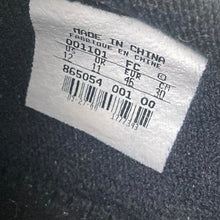 MADE IN CHINA
FABRIQUE EN CHINE
001101 FC
US UK EUR CM
12 11 46 30
865054 001 00